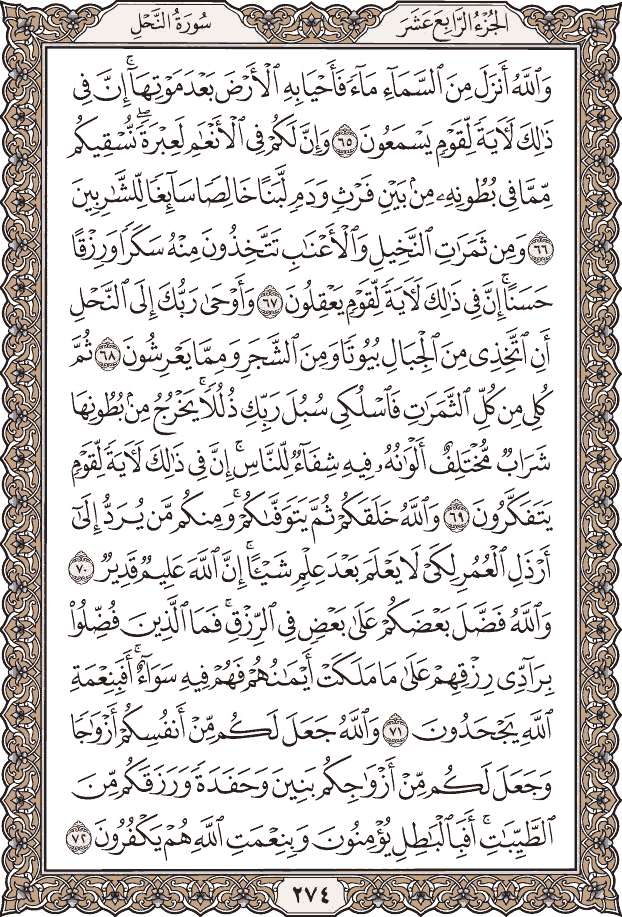 سُورَةُ النَّحْلِ
الجُزْءُ الرَّابِعَ عَشَرَ
وَٱللَّهُ أَنزَلَ مِنَ ٱلسَّمَآءِ مَآءً فَأَحْيَا بِهِ ٱلْأَرْضَ بَعْدَ مَوْتِهَآۚ إِنَّ فِى
ذَٰلِكَ لَـَٔايَةً لِّقَوْمٍ يَسْمَعُونَ ٦٥ وَإِنَّ لَكُمْ فِى ٱلْأَنْعَٰمِ لَعِبْرَةًۖ نُّسْقِيكُم
مِّمَّا فِى بُطُونِهِۦ مِنۢ بَيْنِ فَرْثٍ وَدَمٍ لَّبَنًا خَالِصًا سَآئِغًا لِّلشَّٰرِبِينَ
٦٦ وَمِن ثَمَرَٰتِ ٱلنَّخِيلِ وَٱلْأَعْنَٰبِ تَتَّخِذُونَ مِنْهُ سَكَرًا وَرِزْقًا
حَسَنًاۗ إِنَّ فِى ذَٰلِكَ لَـَٔايَةً لِّقَوْمٍ يَعْقِلُونَ ٦٧ وَأَوْحَىٰ رَبُّكَ إِلَى ٱلنَّحْلِ
أَنِ ٱتَّخِذِى مِنَ ٱلْجِبَالِ بُيُوتًا وَمِنَ ٱلشَّجَرِ وَمِمَّا يَعْرِشُونَ ٦٨ ثُمَّ
كُلِى مِن كُلِّ ٱلثَّمَرَٰتِ فَٱسْلُكِى سُبُلَ رَبِّكِ ذُلُلًاۚ يَخْرُجُ مِنۢ بُطُونِهَا
شَرَابٌ مُّخْتَلِفٌ أَلْوَٰنُهُۥ فِيهِ شِفَآءٌ لِّلنَّاسِۚ إِنَّ فِى ذَٰلِكَ لَـَٔايَةً لِّقَوْمٍ
يَتَفَكَّرُونَ ٦٩ وَٱللَّهُ خَلَقَكُمْ ثُمَّ يَتَوَفَّىٰكُمْۚ وَمِنكُم مَّن يُرَدُّ إِلَىٰٓ
أَرْذَلِ ٱلْعُمُرِ لِكَىْ لَا يَعْلَمَ بَعْدَ عِلْمٍ شَيْـًٔاۚ إِنَّ ٱللَّهَ عَلِيمٌ قَدِيرٌ ٧٠
وَٱللَّهُ فَضَّلَ بَعْضَكُمْ عَلَىٰ بَعْضٍ فِى ٱلرِّزْقِۚ فَمَا ٱلَّذِينَ فُضِّلُوا۟
بِرَآدِّى رِزْقِهِمْ عَلَىٰ مَا مَلَكَتْ أَيْمَٰنُهُمْ فَهُمْ فِيهِ سَوَآءٌۚ أَفَبِنِعْمَةِ
ٱللَّهِ يَجْحَدُونَ ٧١ وَٱللَّهُ جَعَلَ لَكُم مِّنْ أَنفُسِكُمْ أَزْوَٰجًا
وَجَعَلَ لَكُم مِّنْ أَزْوَٰجِكُم بَنِينَ وَحَفَدَةً وَرَزَقَكُم مِّنَ
ٱلطَّيِّبَٰتِۚ أَفَبِٱلْبَٰطِلِ يُؤْمِنُونَ وَبِنِعْمَتِ ٱللَّهِ هُمْ يَكْفُرُونَ ٧٢
٢٧٤